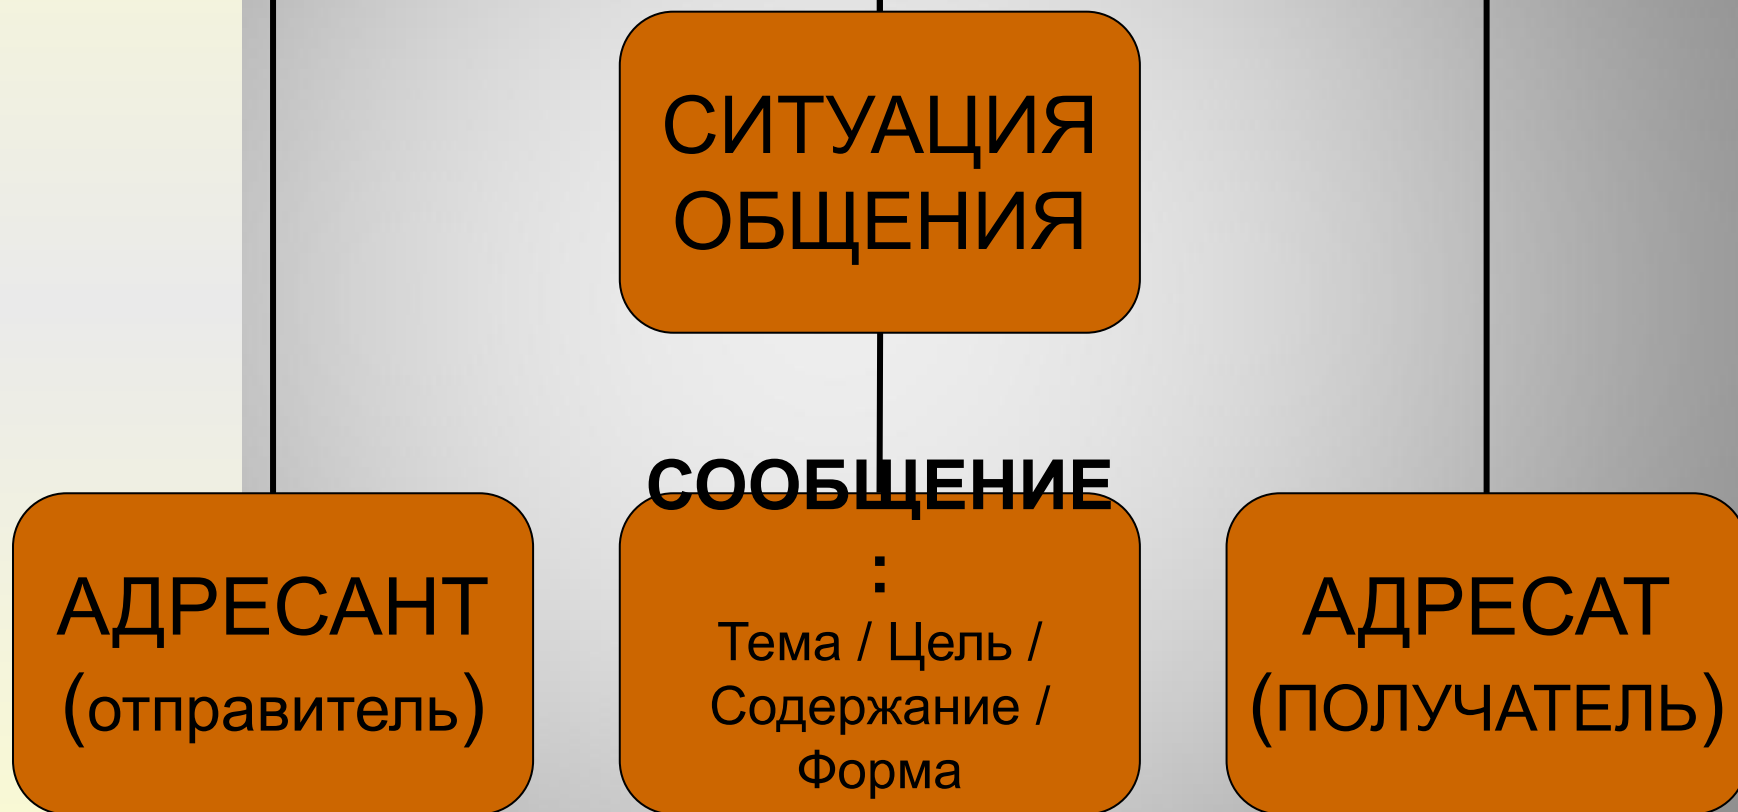 СИТУАЦИЯ
ОБЩЕНИЯ
АДРЕСАНТ
(отправитель)
СООБЩЕНИЕ
:
Тема / Цель /
Содержание /
Форма
АДРЕСАТ
(ПОЛУЧАТЕЛЬ)